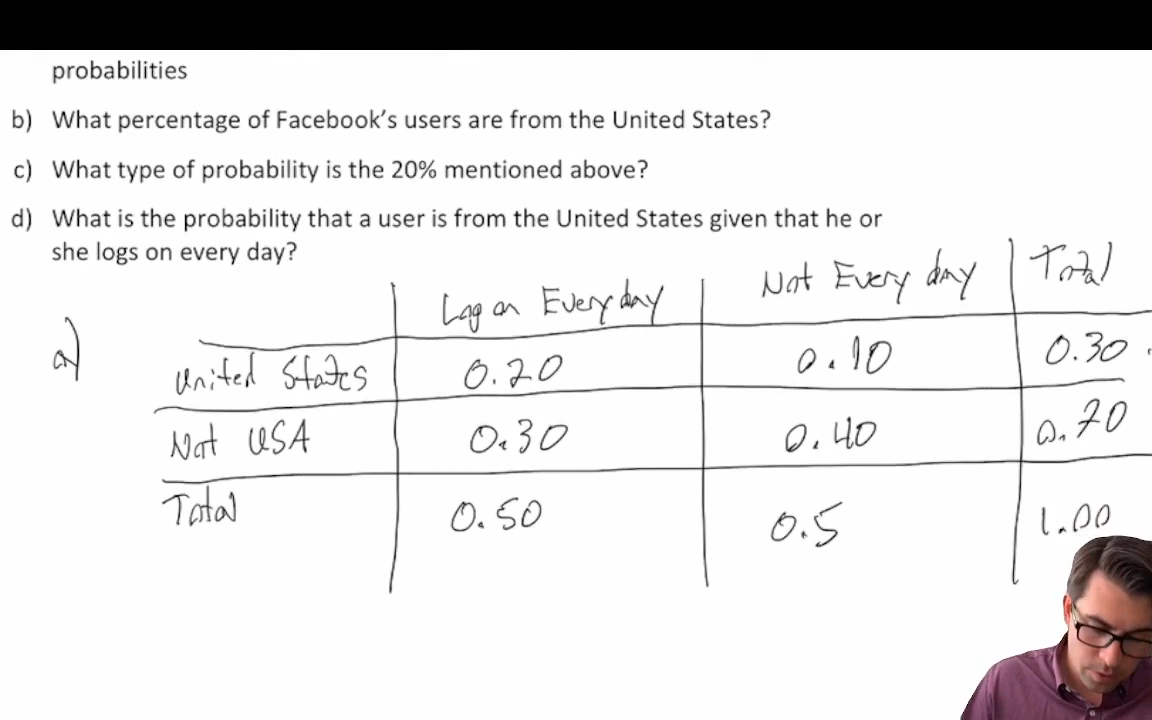 probabilities
b) What percentage of Facebook's users are from the United States?
c) What type of probability is the 20% mentioned above?
d) What is the probability that a user is from the United States given that he or
she logs on every day?
a)
Log on Everyday Not Every day Total
United States 0.20 0.10 0.30
Not USA 0.30 0.40 0.70
Total 0.50 0.5 1.00